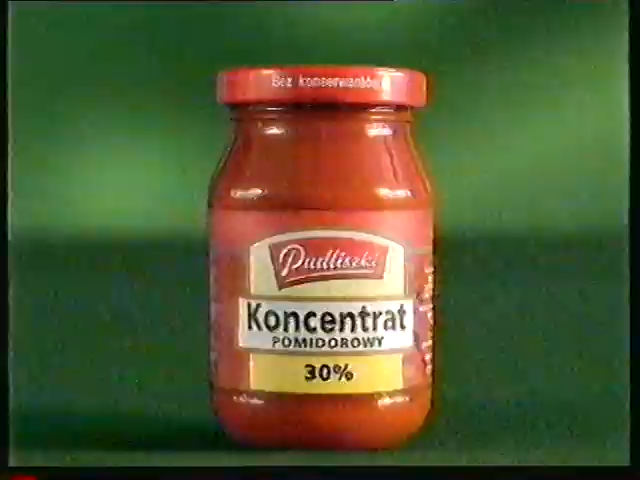 Bez konserwantów
Pudliszki
Koncentrat
POMIDOROWY
30%